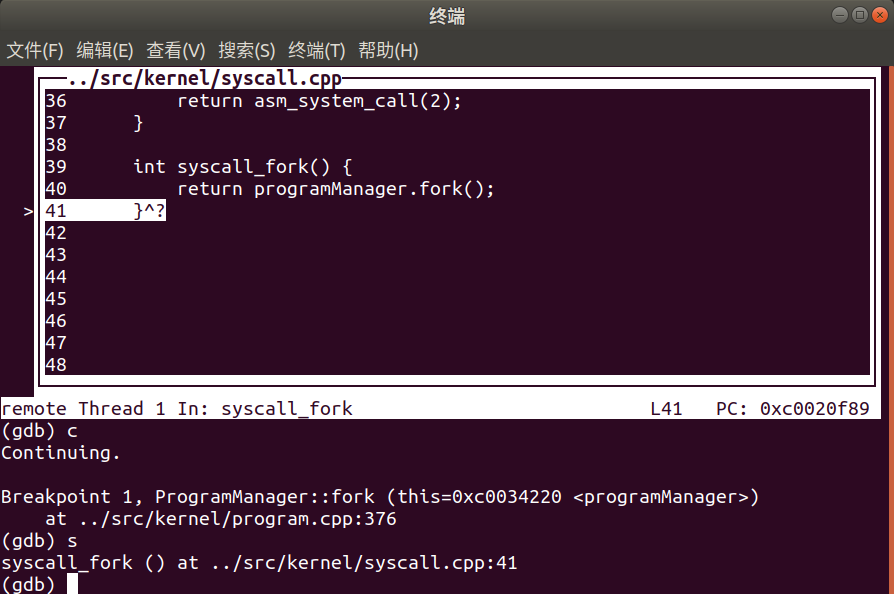 终端
文件(F) 编辑(E) 查看(V) 搜索(S) 终端(T) 帮助(H)
../src/kernel/syscall.cpp
36          return asm_system_call(2);
37      }
38
39      int syscall_fork() {
40          return programManager.fork();
> 41      }^?
42
43
44
45
46
47
48
remote Thread 1 In: syscall_fork                           L41   PC: 0xc0020f89
(gdb) c
Continuing.
Breakpoint 1, ProgramManager::fork (this=0xc0034220 <programManager>)
    at ../src/kernel/program.cpp:376
(gdb) s
syscall_fork () at ../src/kernel/syscall.cpp:41
(gdb)